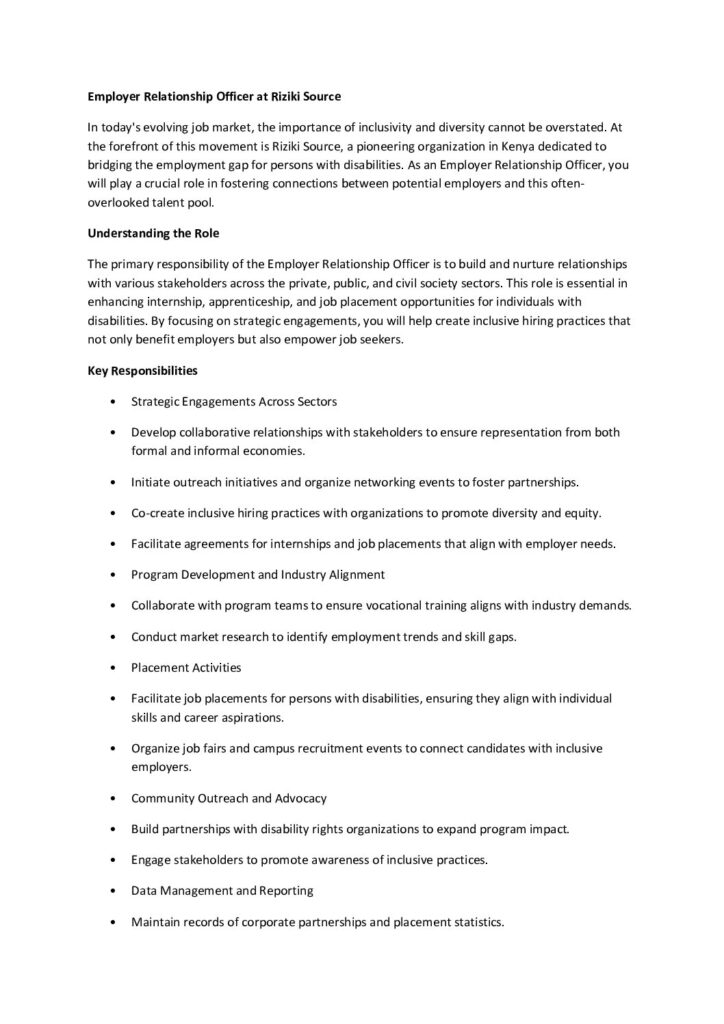 Employer Relationship Officer at Riziki Source
In today's evolving job market, the importance of inclusivity and diversity cannot be overstated. At
the forefront of this movement is Riziki Source, a pioneering organization in Kenya dedicated to
bridging the employment gap for persons with disabilities. As an Employer Relationship Officer, you
will play a crucial role in fostering connections between potential employers and this often-
overlooked talent pool.
Understanding the Role
The primary responsibility of the Employer Relationship Officer is to build and nurture relationships
with various stakeholders across the private, public, and civil society sectors. This role is essential in
enhancing internship, apprenticeship, and job placement opportunities for individuals with
disabilities. By focusing on strategic engagements, you will help create inclusive hiring practices that
not only benefit employers but also empower job seekers.
Key Responsibilities
• Strategic Engagements Across Sectors
• Develop collaborative relationships with stakeholders to ensure representation from both
formal and informal economies.
• Initiate outreach initiatives and organize networking events to foster partnerships.
• Co-create inclusive hiring practices with organizations to promote diversity and equity.
• Facilitate agreements for internships and job placements that align with employer needs.
• Program Development and Industry Alignment
• Collaborate with program teams to ensure vocational training aligns with industry demands.
• Conduct market research to identify employment trends and skill gaps.
• Placement Activities
• Facilitate job placements for persons with disabilities, ensuring they align with individual
skills and career aspirations.
• Organize job fairs and campus recruitment events to connect candidates with inclusive
employers.
• Community Outreach and Advocacy
• Build partnerships with disability rights organizations to expand program impact.
• Engage stakeholders to promote awareness of inclusive practices.
• Data Management and Reporting
• Maintain records of corporate partnerships and placement statistics.